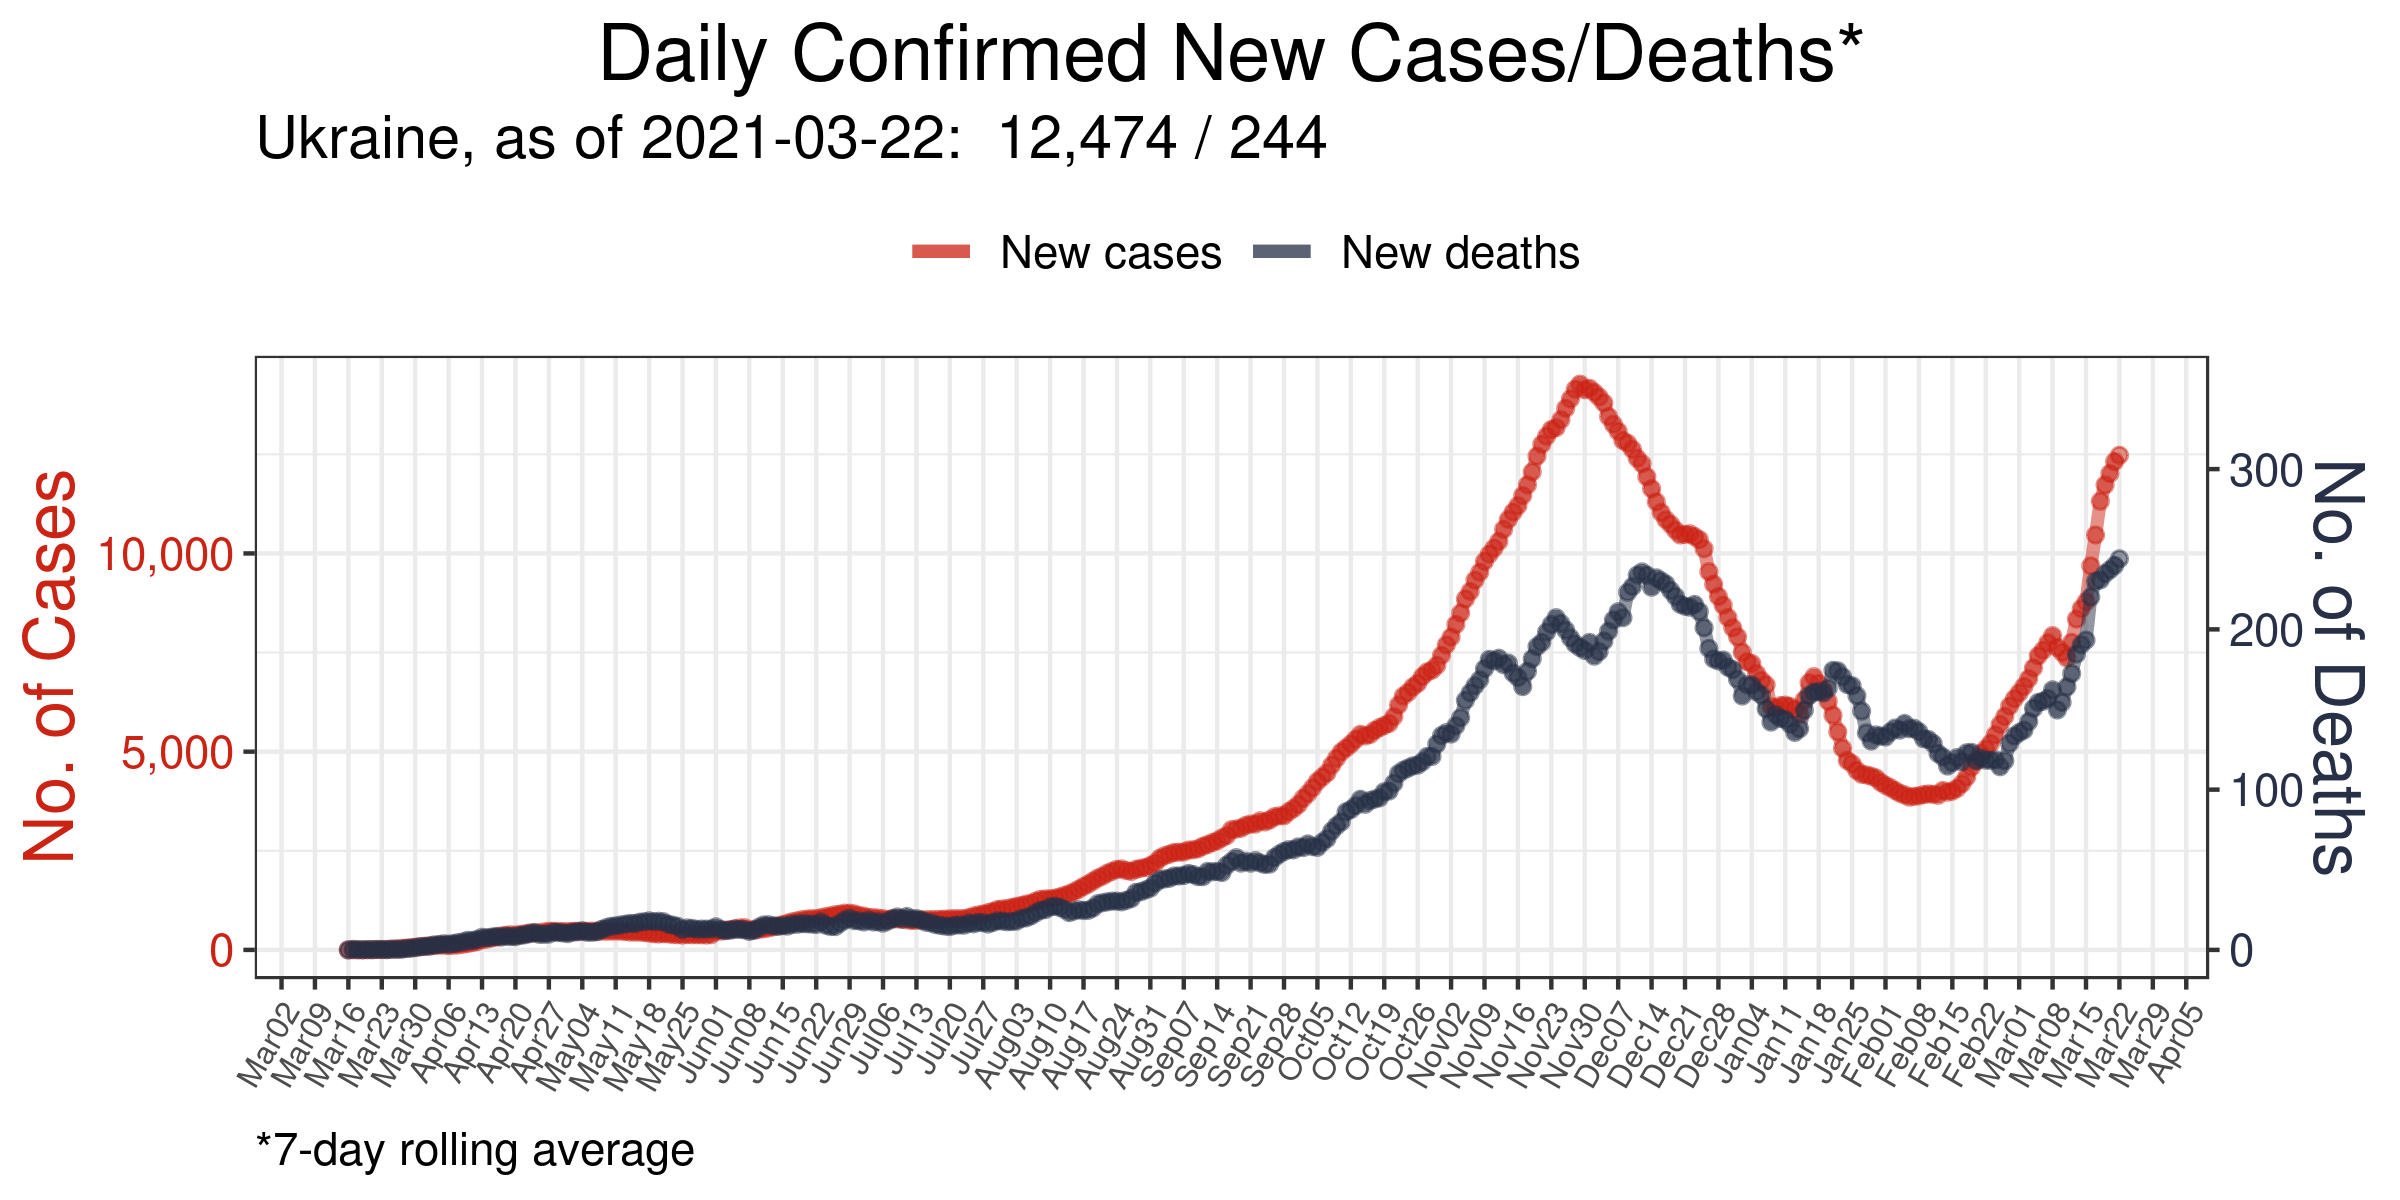 Daily Confirmed New Cases/Deaths*
Ukraine, as of 2021-03-22:  12,474 / 244
New cases New deaths
No. of Cases
10,000
5,000
0
300
200
100
0
No. of Deaths
Mar02 Mar09 Mar16 Mar23 Mar30 Apr06 Apr13 Apr20 Apr27 May04 May11 May18 May25 Jun01 Jun08 Jun15 Jun22 Jun29 Jul06 Jul13 Jul20 Jul27 Aug03 Aug10 Aug17 Aug24 Aug31 Sep07 Sep14 Sep21 Sep28 Oct05 Oct12 Oct19 Oct26 Nov02 Nov09 Nov16 Nov23 Nov30 Dec07 Dec14 Dec21 Dec28 Jan04 Jan11 Jan18 Jan25 Feb01 Feb08 Feb15 Feb22 Mar01 Mar08 Mar15 Mar22 Mar29 Apr05
*7-day rolling average